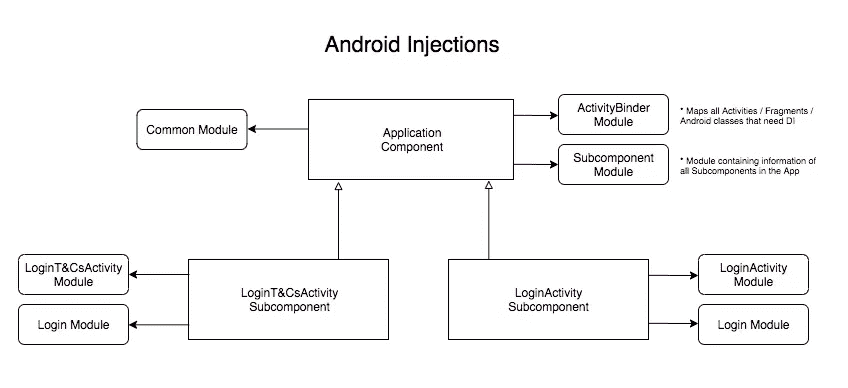 Android Injections
Common Module
Application
Component
ActivityBinder
Module
* Maps all Activities / Fragments /
Android classes that need DI
Subcomponent
Module
* Module containing information of
all Subcomponents in the App
LoginT&CsActivity
Module
Login Module
LoginT&CsActivity
Subcomponent
LoginActivity
Subcomponent
LoginActivity
Module
Login Module